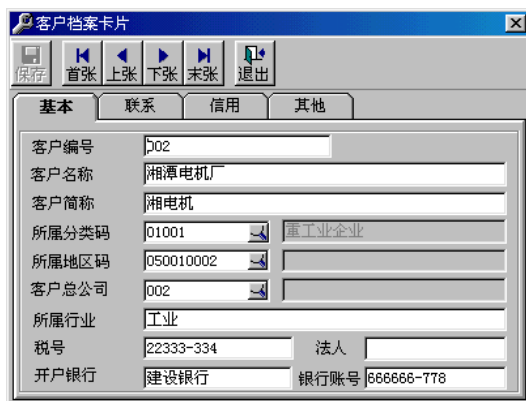 客户档案卡片
保存 首张 上张 下张 末张 退出
基本 联系 信用 其他
客户编号 002
客户名称 湘潭电机厂
客户简称 湘电机
所属分类码 01001 重工业企业
所属地区码 050010002
客户总公司 002
所属行业 工业
税号 22333-334 法人
开户银行 建设银行 银行账号 666666-778